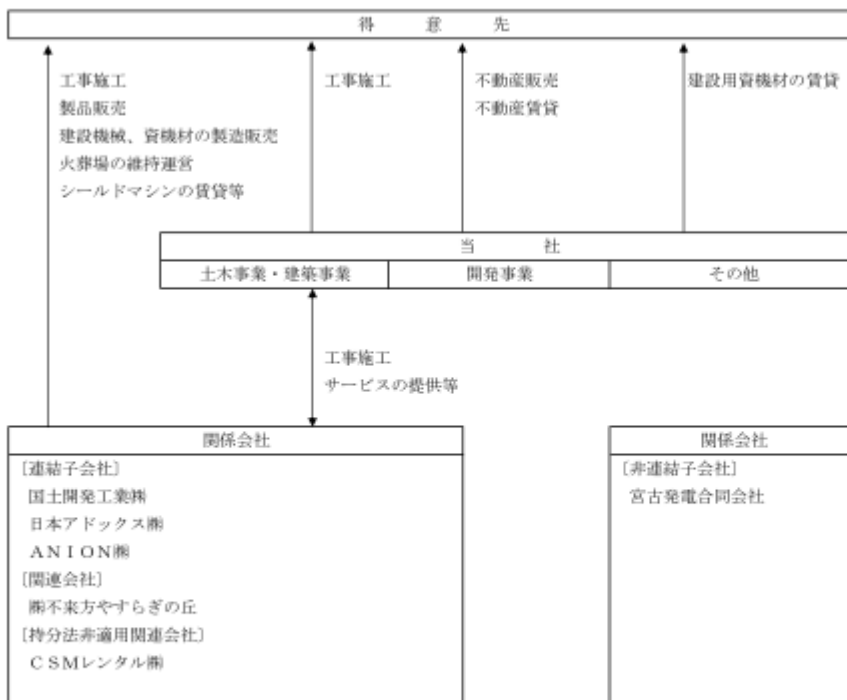 得意先
工事施工
製品販売
建設機械、資機材の製造販売
火葬場の維持運営
シールドマシンの賃貸等
工事施工
不動産販売
不動産賃貸
建設用資機材の賃貸
当社
土木事業・建築事業
開発事業
その他
工事施工
サービスの提供等
関係会社
〔連結子会社〕
国土開発工業㈱
日本アドックス㈱
ＡＮＩＯＮ㈱
〔関連会社〕
㈱不来方やすらぎの丘
〔持分法非適用関連会社〕
ＣＳＭレンタル㈱
関係会社
〔非連結子会社〕
宮古発電合同会社